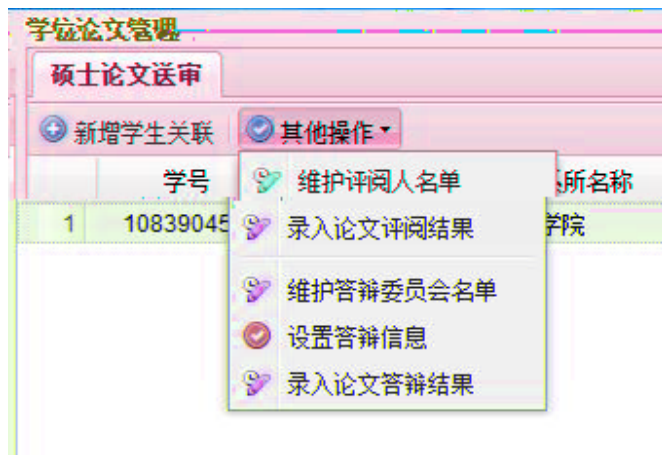 学位论文管理
硕士论文送审
新增学生关联 其他操作
学号 所名称
1 10839045 学院
维护评阅人名单
录入论文评阅结果
维护答辩委员会名单
设置答辩信息
录入论文答辩结果